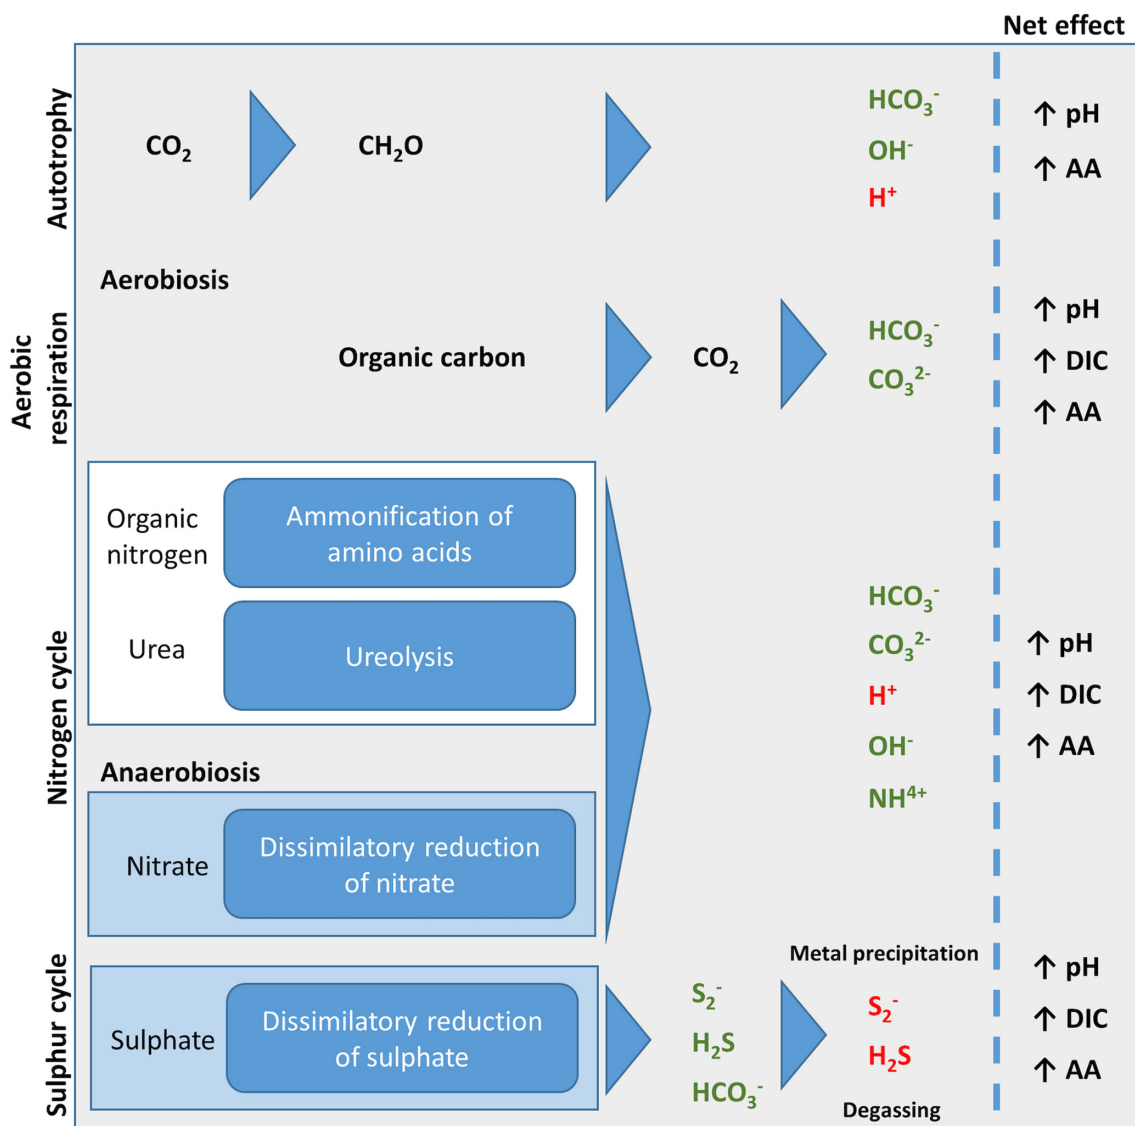 Net effect
Autotrophy
CO₂
CH₂O
HCO₃⁻
OH⁻
H⁺
↑ pH
↑ AA
Aerobiosis
Aerobic
respiration
Organic carbon
CO₂
HCO₃⁻
CO₃²⁻
↑ pH
↑ DIC
↑ AA
Nitrogen cycle
Organic
nitrogen
Ammonification of
amino acids
Urea
Ureolysis
Anaerobiosis
Nitrate
Dissimilatory reduction
of nitrate
HCO₃⁻
CO₃²⁻
H⁺
OH⁻
NH⁴⁺
↑ pH
↑ DIC
↑ AA
Sulphur cycle
Sulphate
Dissimilatory reduction
of sulphate
S₂⁻
H₂S
HCO₃⁻
Metal precipitation
S₂⁻
H₂S
Degassing
↑ pH
↑ DIC
↑ AA